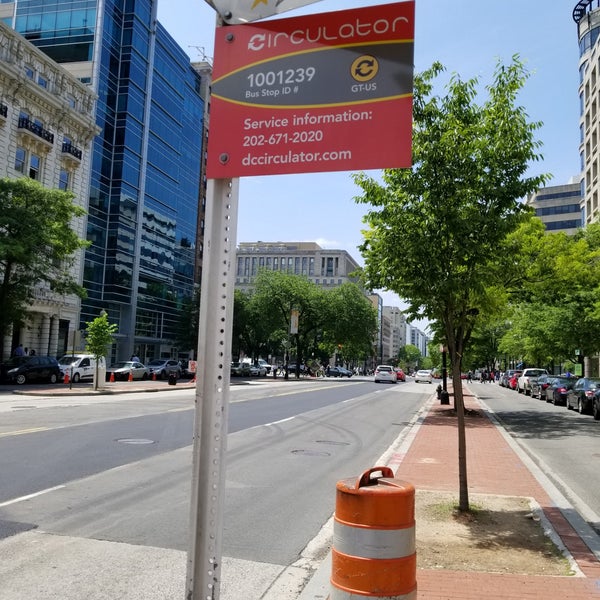 circulator
1001239
Bus Stop ID #
GT-US
Service information:
202-671-2020
dccirculator.com